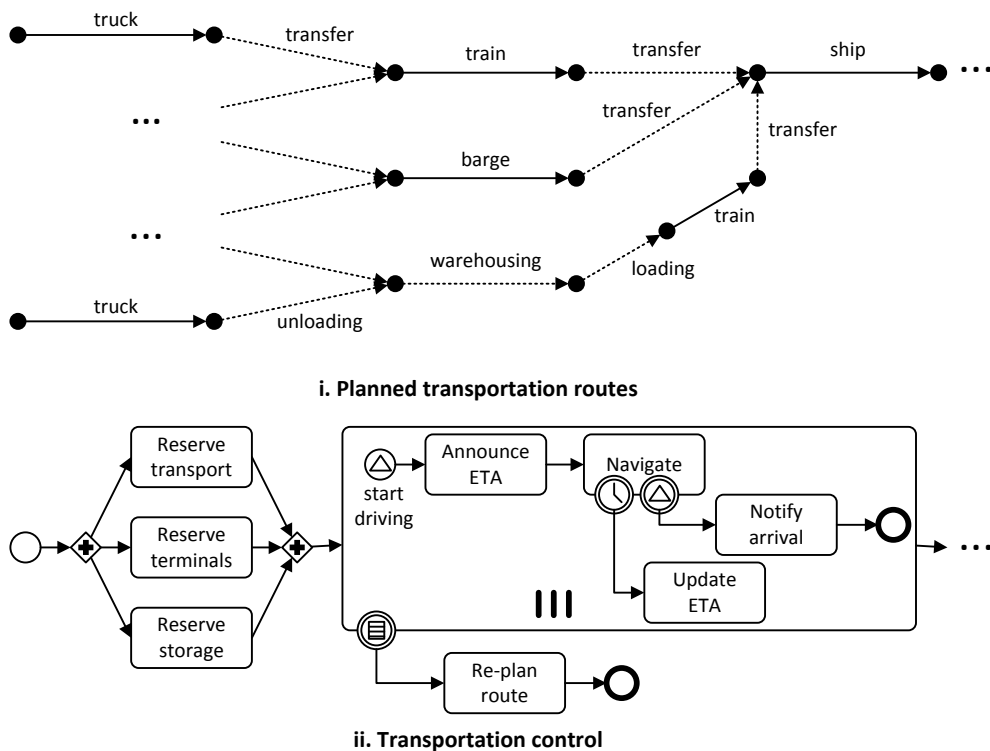 truck
transfer
train
transfer
ship
...
...
transfer
transfer
barge
train
...
warehousing
loading
truck
unloading
i. Planned transportation routes
Reserve
transport
Reserve
terminals
Reserve
storage
start
driving
Announce
ETA
Navigate
Notify
arrival
Update
ETA
...
Re-plan
route
ii. Transportation control